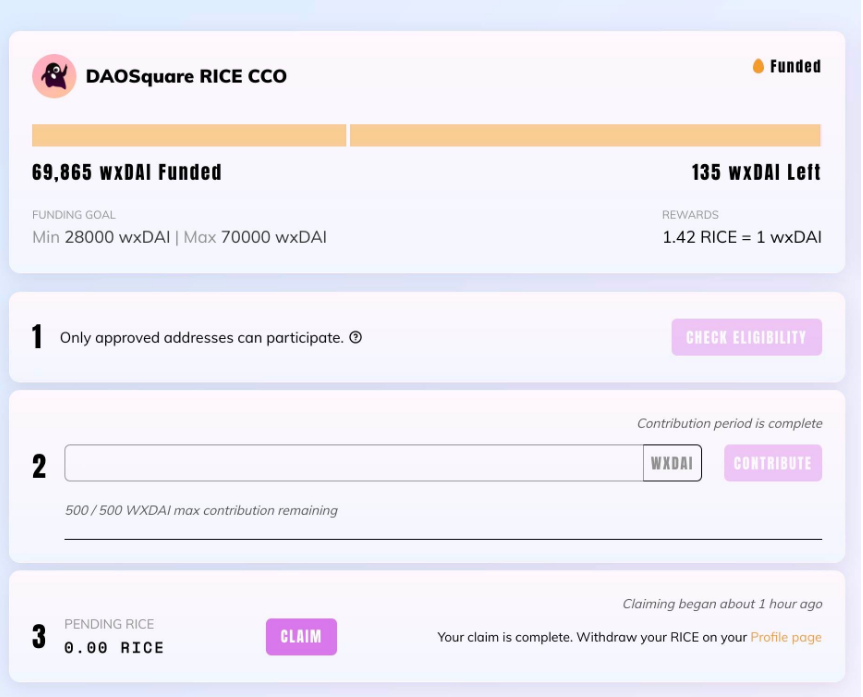 DAOSquare RICE CCO
Funded
69,865 wxDAI Funded
135 wxDAI Left
FUNDING GOAL
REWARDS
Min 28000 wxDAI | Max 70000 wxDAI
1.42 RICE = 1 wxDAI
1 Only approved addresses can participate. ?
CHECK ELIGIBILITY
Contribution period is complete
2
WXDAI
CONTRIBUTE
500 / 500 WXDAI max contribution remaining
Claiming began about 1 hour ago
3
PENDING RICE
0.00 RICE
CLAIM
Your claim is complete. Withdraw your RICE on your Profile page